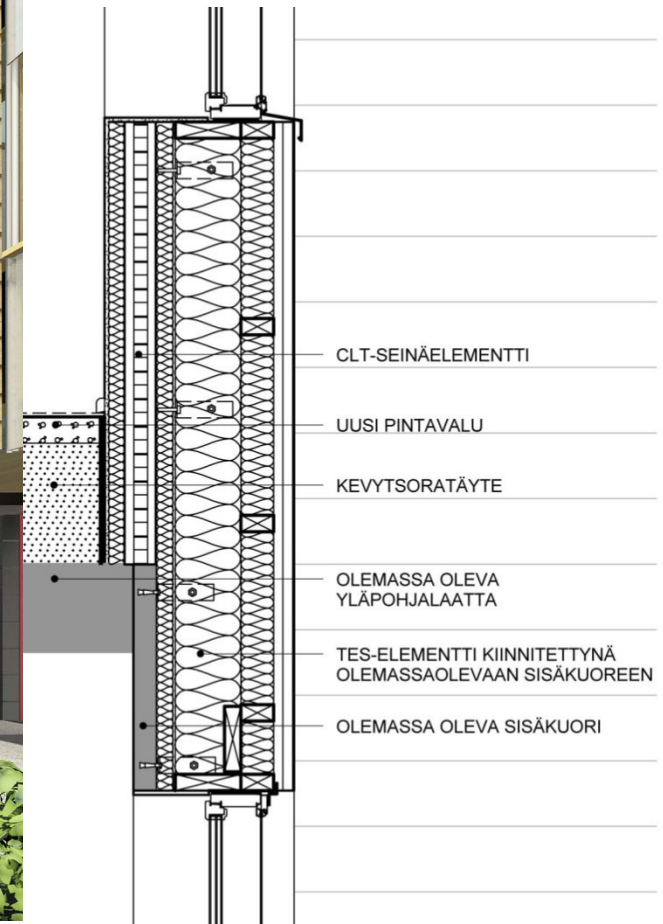 CLT-SEINÄELEMENTTI
UUSI PINTAVALU
KEVYTSORATÄYTE
OLEMASSA OLEVA
YLÄPOHJALAATTA
TES-ELEMENTTI KIINNITETTYNÄ
OLEMASSAOLEVAAN SISÄKUOREEN
OLEMASSA OLEVA SISÄKUORI